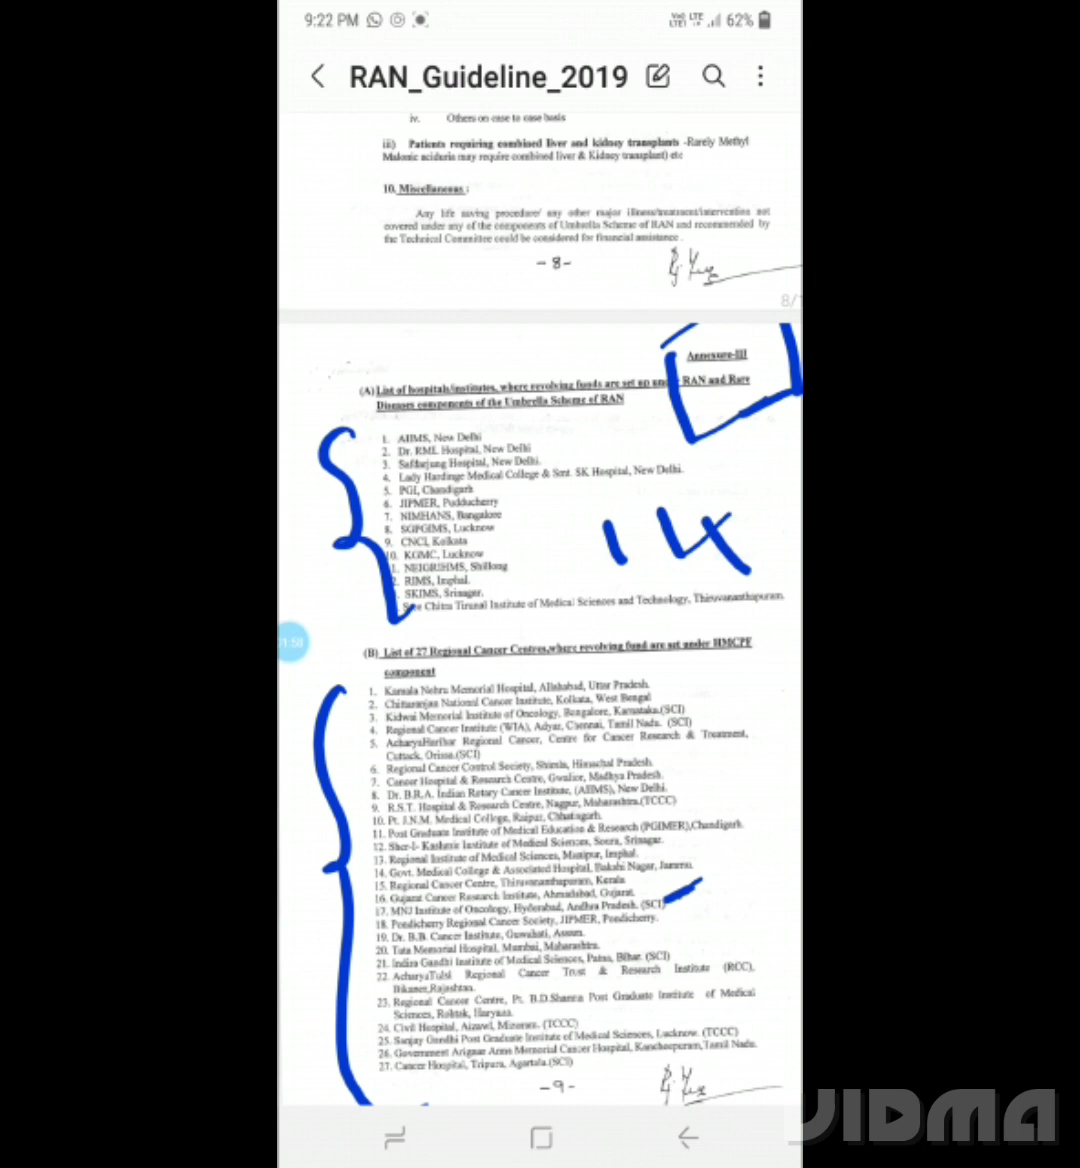 9:22 PM
62%
RAN_Guideline_2019
iv. Others on case to case basis
iii) Patients requiring combined liver and kidney transplants -Rarely Methyl
Malonic aciduria may require combined liver & Kidney transplant) etc
10. Miscellaneous :
Any life saving procedure/ any other major illness/treatment/intervention not
covered under any of the components of Umbrella Scheme of RAN and recommended by
the Technical Committee could be considered for financial assistance .
- 8 -
8/
Annexure-III
(A) List of hospitals/institutes, where revolving funds are set up RAN and Rare
Diseases components of the Umbrella Scheme of RAN
1. AIIMS, New Delhi
2. Dr. RML Hospital, New Delhi
3. Safdarjung Hospital, New Delhi.
4. Lady Hardinge Medical College & Smt. SK Hospital, New Delhi.
5. PGI, Chandigarh
6. JIPMER, Pudducherry
7. NIMHANS, Bangalore
8. SGPGIMS, Lucknow
9. CNCI, Kolkata
10. KGMC, Lucknow
NEIGRIHMS, Shillong
RIMS, Imphal.
SKIMS, Srinagar.
Chitra Tirunal Institute of Medical Sciences and Technology, Thiruvananthapuram.
14
(B) List of 27 Regional Cancer Centres,where revolving fund are set under HMCPF
component
1. Kamala Nehru Memorial Hospital, Allahabad, Uttar Pradesh.
2. Chittaranjan National Cancer Institute, Kolkata, West Bengal
3. Kidwai Memorial Institute of Oncology, Bangalore, Karnataka.(SCI)
4. Regional Cancer Institute (WIA), Adyar, Chennai, Tamil Nadu. (SCI)
5. AcharyaHarihar Regional Cancer, Centre for Cancer Research & Treatment,
Cuttack, Orissa.(SCI)
6. Regional Cancer Control Society, Shimla, Himachal Pradesh.
7. Cancer Hospital & Research Centre, Gwalior, Madhya Pradesh.
8. Dr. B.R.A. Indian Rotary Cancer Institute, (AIIMS), New Delhi.
9. R.S.T. Hospital & Research Centre, Nagpur, Maharashtra.(TCCC)
10. Pt. J.N.M. Medical College, Raipur, Chhatisgarh.
11. Post Graduate Institute of Medical Education & Research (PGIMER),Chandigarh.
12. Sher-I- Kashmir Institute of Medical Sciences, Soura, Srinagar.
13. Regional Institute of Medical Sciences, Manipur, Imphal.
14. Govt. Medical College & Associated Hospital, Bakshi Nagar, Jammu.
15. Regional Cancer Centre, Thiruvananthapuram, Kerala
16. Gujarat Cancer Research Institute, Ahmadabad, Gujarat.
17. MNJ Institute of Oncology, Hyderabad, Andhra Pradesh. (SCI)
18. Pondicherry Regional Cancer Society, JIPMER, Pondicherry.
19. Dr. B.B. Cancer Institute, Guwahati, Assam.
20. Tata Memorial Hospital, Mumbai, Maharashtra.
21. Indira Gandhi Institute of Medical Sciences, Patna, Bihar. (SCI)
22. AcharyaTulsi Regional Cancer Trust & Research Institute (RCC),
Bikaner,Rajasthan.
23. Regional Cancer Centre, Pt. B.D.Sharma Post Graduate Institute of Medical
Sciences, Rohtak, Haryana.
24. Civil Hospital, Aizawl, Mizoram. (TCCC)
25. Sanjay Gandhi Post Graduate Institute of Medical Sciences, Lucknow. (TCCC)
26. Government Arignar Anna Memorial Cancer Hospital, Kancheepuram,Tamil Nadu.
27. Cancer Hospital, Tripura, Agartala.(SCI)
-9-
VIDMA